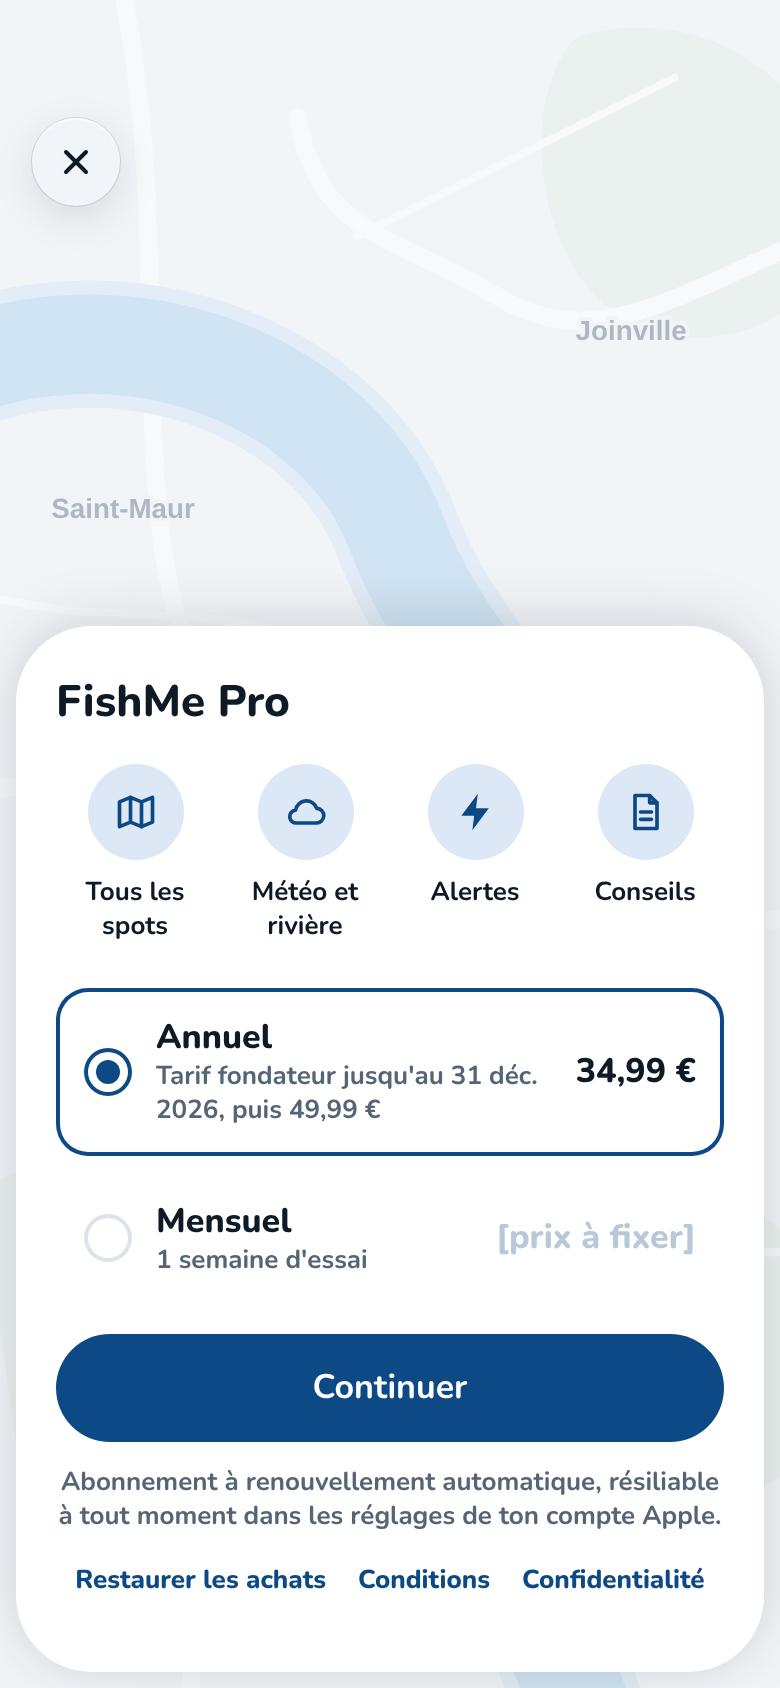 Joinville
Saint-Maur
FishMe Pro
Tous les
spots
Météo et
rivière
Alertes
Conseils
Annuel
Tarif fondateur jusqu'au 31 déc.
2026, puis 49,99 €
34,99 €
Mensuel
1 semaine d'essai
[prix à fixer]
Continuer
Abonnement à renouvellement automatique, résiliable
à tout moment dans les réglages de ton compte Apple.
Restaurer les achats
Conditions
Confidentialité